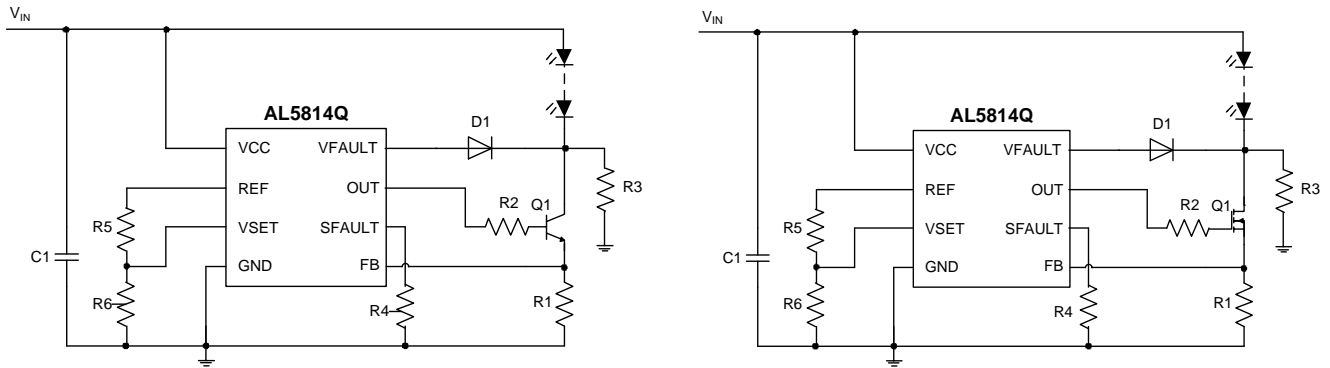 VIN
AL5814Q
D1
VCC
VFAULT
REF
OUT
R2
Q1
R3
R5
VSET
SFAULT
C1
GND
FB
R6
R4
R1
VIN
AL5814Q
D1
VCC
VFAULT
REF
OUT
R2
Q1
R3
R5
VSET
SFAULT
C1
GND
FB
R6
R4
R1